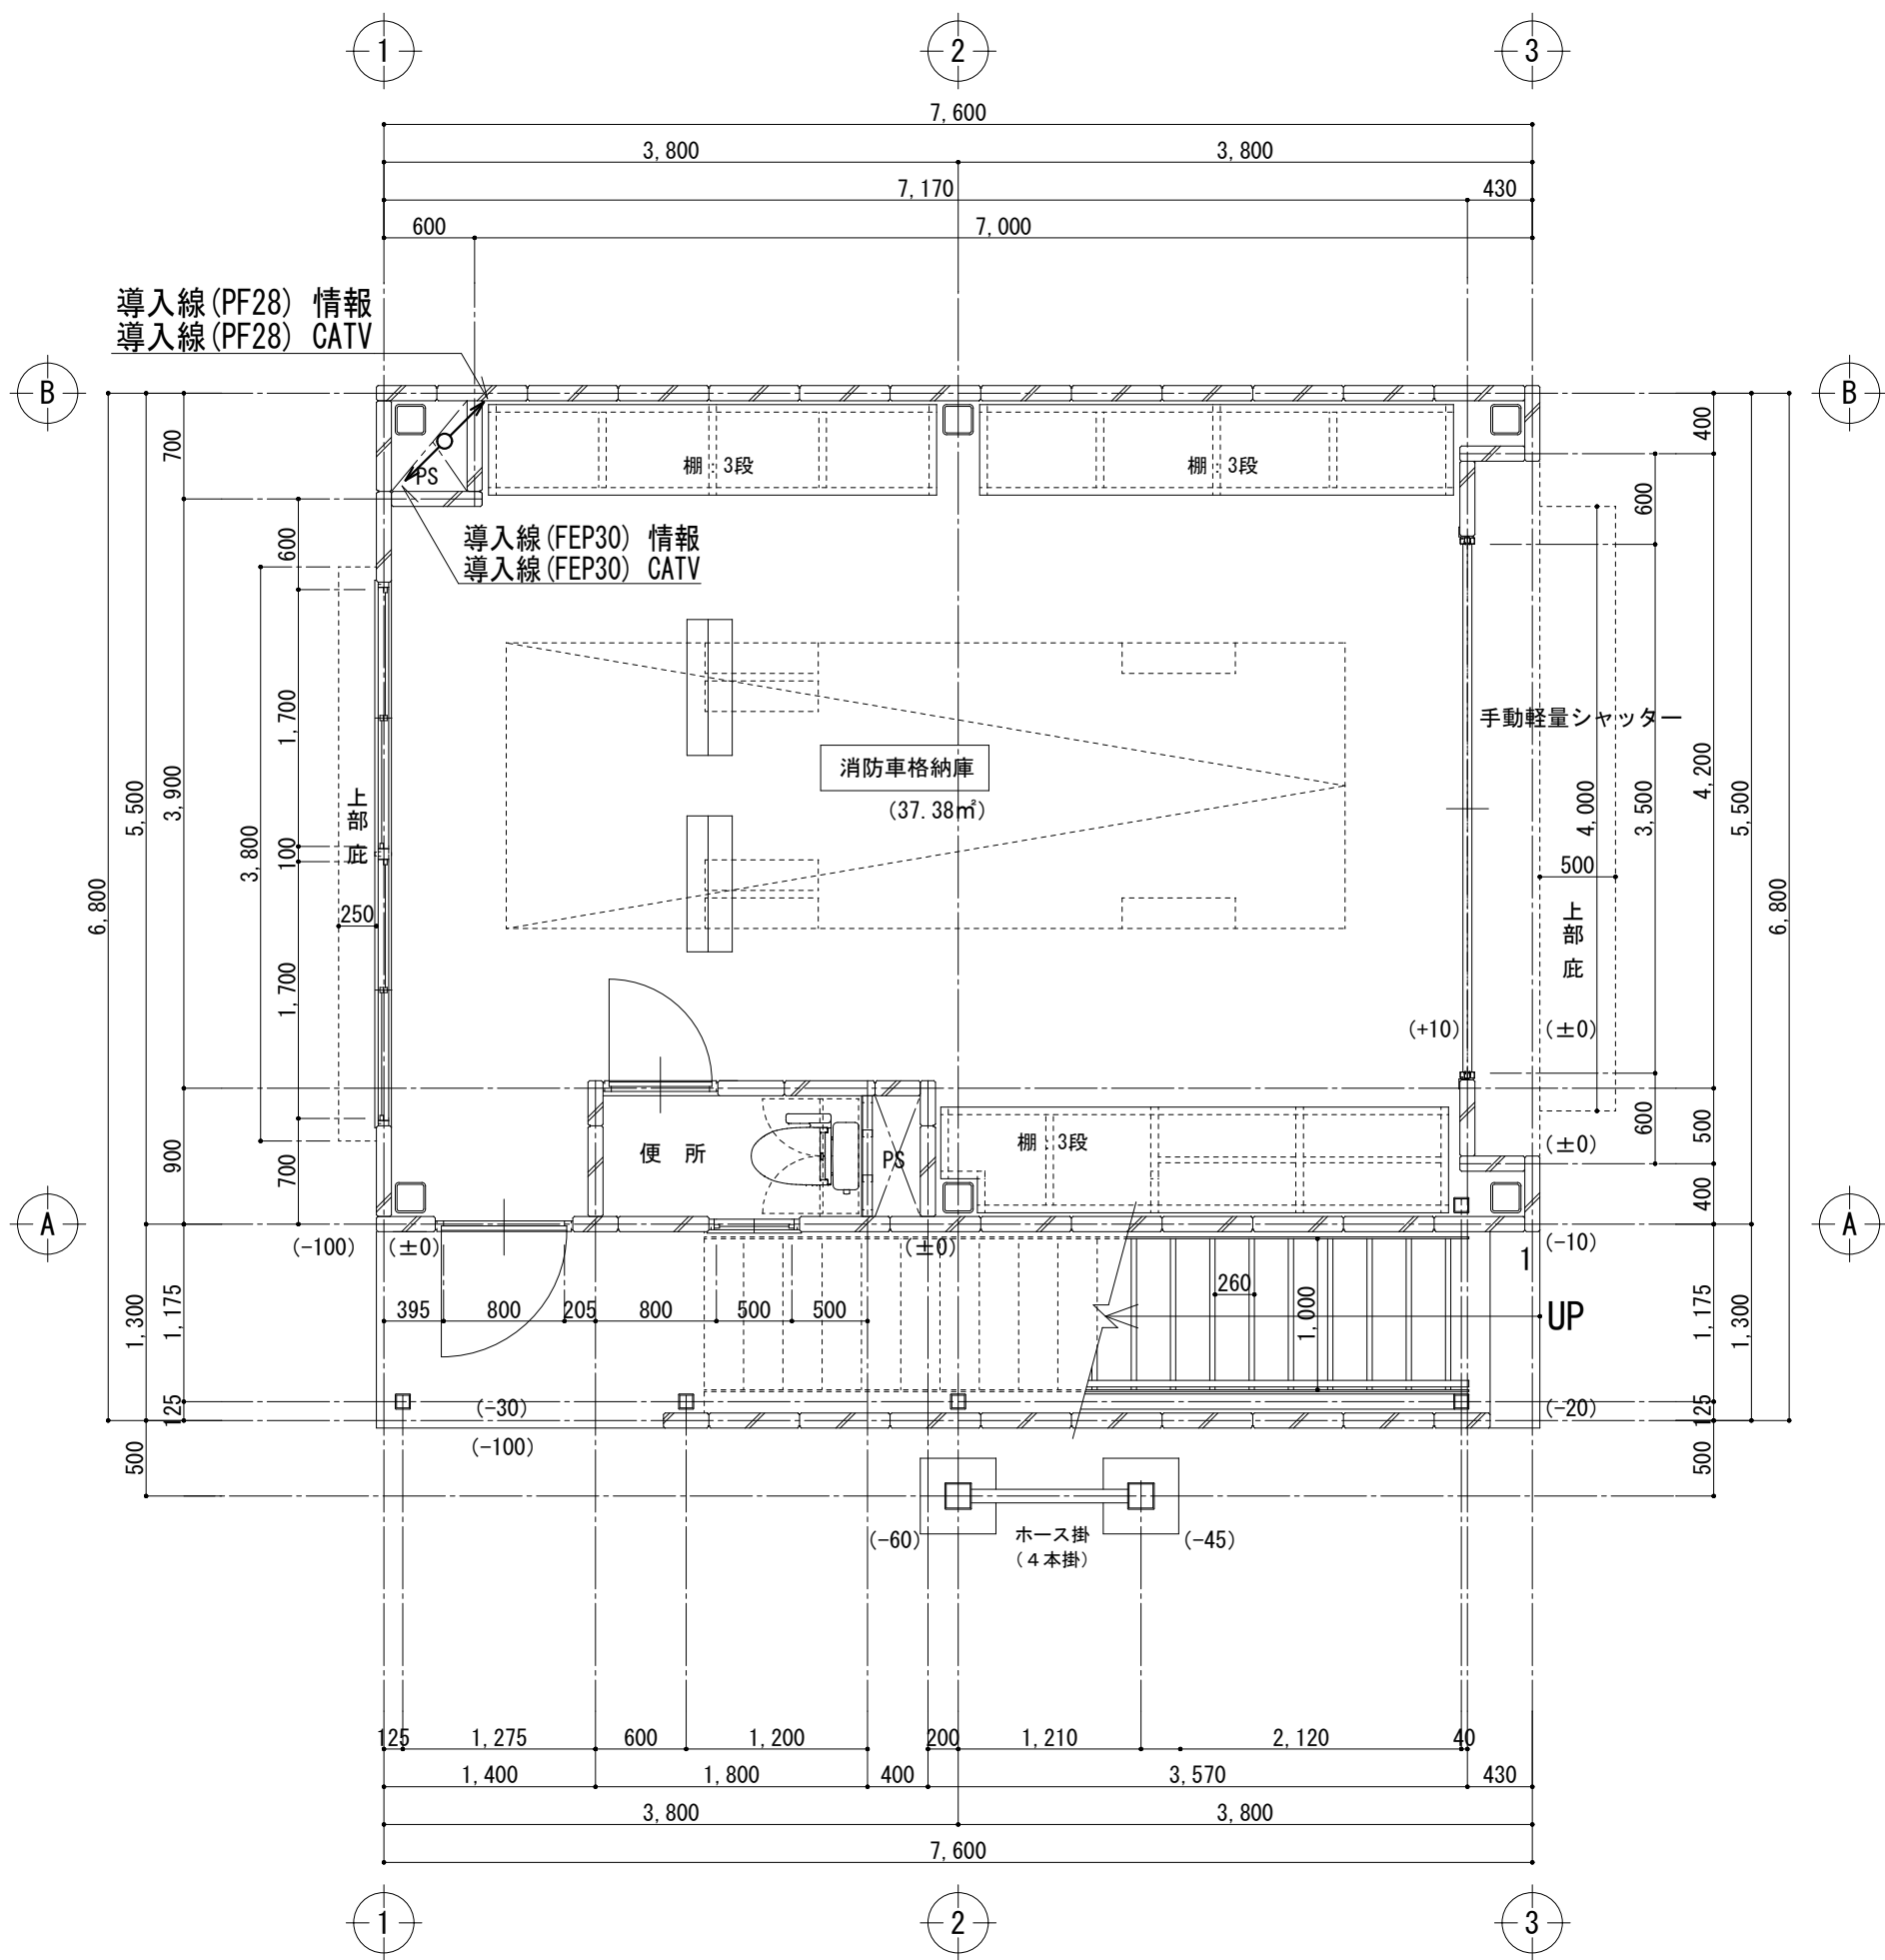 1 2 3
7,600
3,800 3,800
7,170 430
600 7,000
導入線(PF28) 情報
導入線(PF28) CATV
B B
PS
棚：3段 棚：3段
導入線(FEP30) 情報
導入線(FEP30) CATV
700
600
1,700
3,900
5,500
3,800
100
6,800
250
1,700
900
700
上部庇
消防車格納庫
(37.38㎡)
手動軽量シャッター
400
600
4,200
4,000
3,500
5,500
500
6,800
上部庇
(+10) (±0)
600
500
(±0)
400
便 所
PS
棚：3段
A A
(-100) (±0) (±0) (-10)
1
395 800 205 800 500 500
260
1,000
UP
1,300
1,175
125
500
1,175
1,300
125
500
(-30) (-20)
(-100)
(-60) ホース掛 (-45)
(４本掛)
125 1,275 600 1,200 200 1,210 2,120 40
1,400 1,800 400 3,570 430
3,800 3,800
7,600
1 2 3